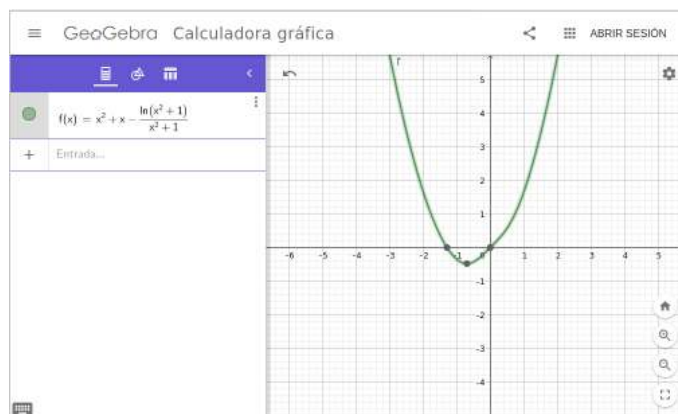 GeoGebra Calculadora gráfica
ABRIR SESIÓN
f(x) = x² + x − ln(x² + 1) / x² + 1
+ Entrada...
f
5
4
3
2
1
-6 -5 -4 -3 -2 -1 0 1 2 3 4 5
-1
-2
-3
-4